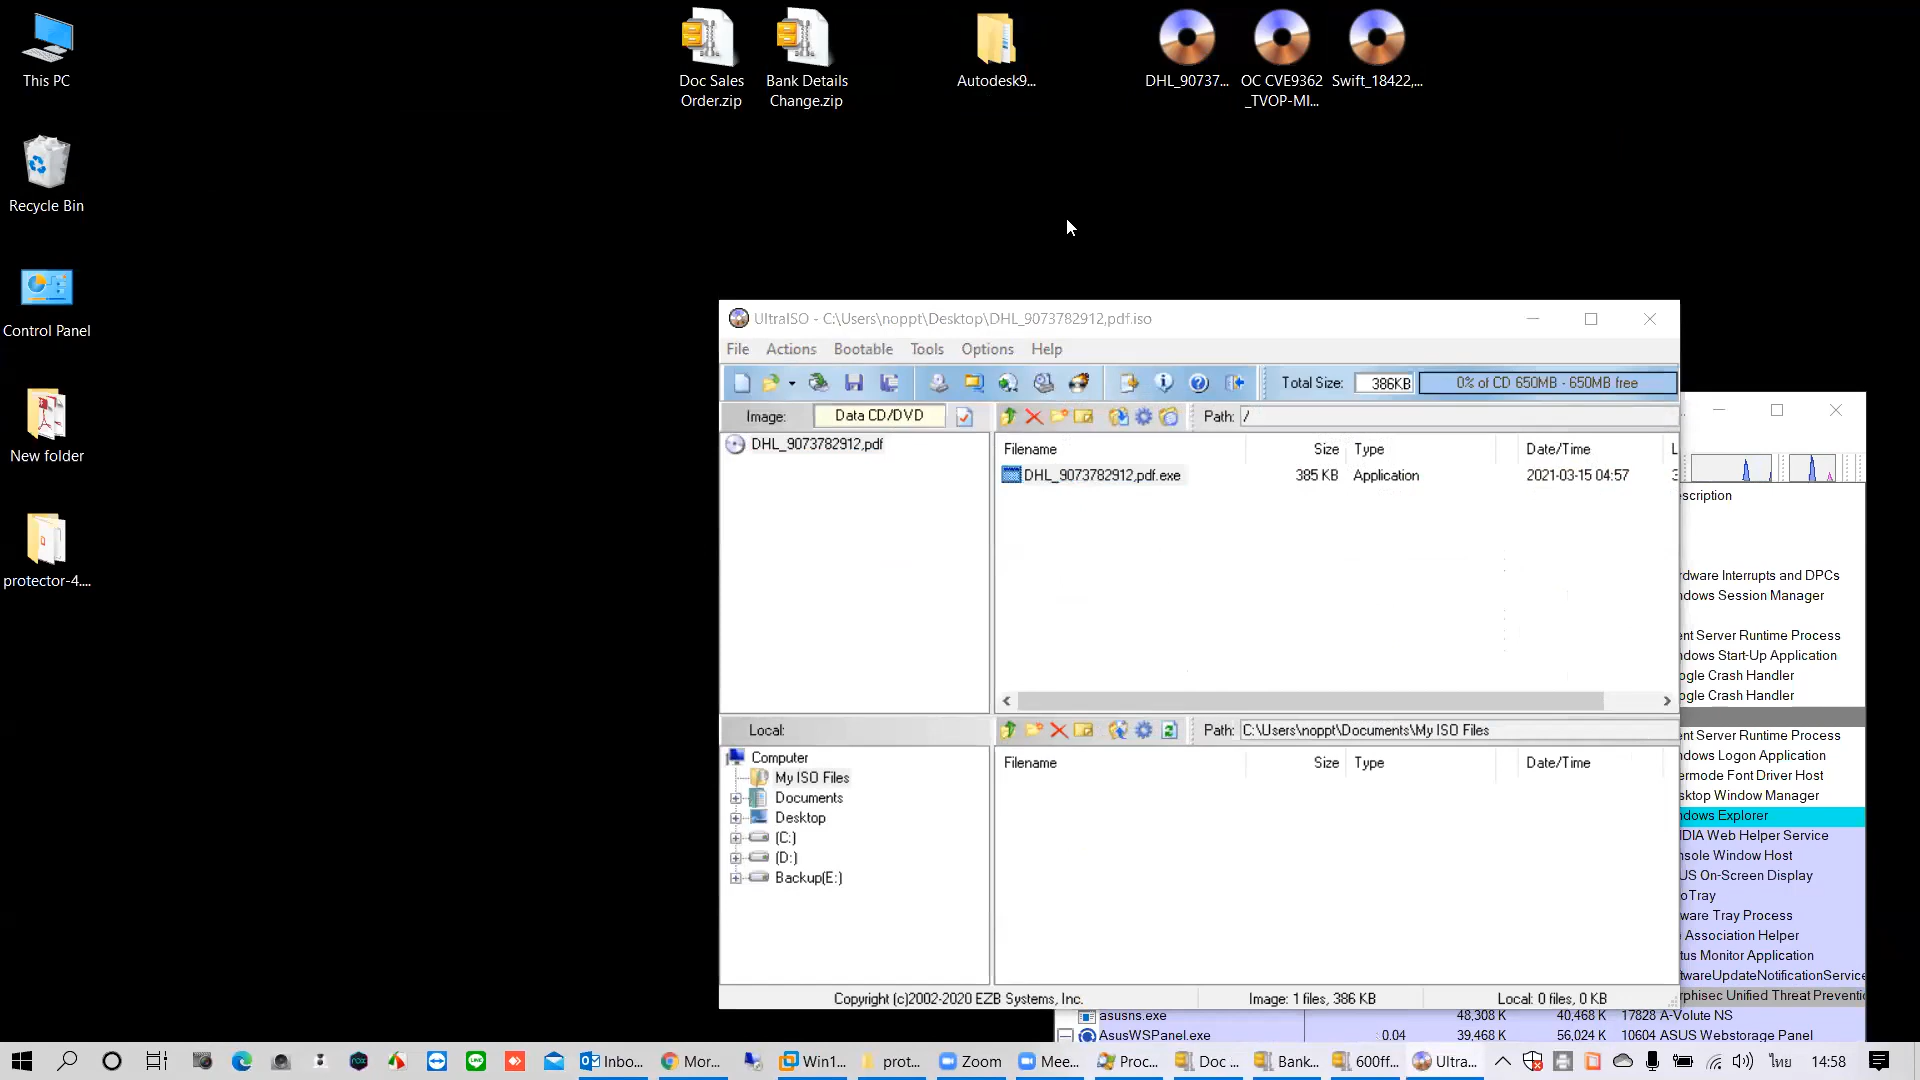 This PC
Recycle Bin
Control Panel
New folder
protector-4....
Doc Sales
Order.zip
Bank Details
Change.zip
Autodesk9...
DHL_90737...
OC CVE9362
_TVOP-MI...
Swift_18422,...
UltraISO - C:\Users\noppt\Desktop\DHL_9073782912,pdf.iso
File Actions Bootable Tools Options Help
Total Size: 386KB 0% of CD 650MB - 650MB free
Image: Data CD/DVD Path: /
DHL_9073782912,pdf
Filename Size Type Date/Time
DHL_9073782912,pdf.exe 385 KB Application 2021-03-15 04:57
Local: Path: C:\Users\noppt\Documents\My ISO Files
Computer
My ISO Files
Documents
Desktop
(C:)
(D:)
Backup(E:)
Filename Size Type Date/Time
Copyright (c)2002-2020 EZB Systems, Inc. Image: 1 files, 386 KB Local: 0 files, 0 KB
scription
rdware Interrupts and DPCs
ndows Session Manager
ent Server Runtime Process
ndows Start-Up Application
ogle Crash Handler
ogle Crash Handler
ent Server Runtime Process
ndows Logon Application
ermode Font Driver Host
sktop Window Manager
ndows Explorer
IDIA Web Helper Service
nsole Window Host
US On-Screen Display
oTray
ware Tray Process
Association Helper
tus Monitor Application
twareUpdateNotificationService
rphisec Unified Threat Preventic
asusns.exe 48,308 K 40,468 K 17828 A-Volute NS
AsusWSPanel.exe 0.04 39,468 K 56,024 K 10604 ASUS Webstorage Panel
Inbo... Mor... Win1... prot... Zoom Mee... Proc... Doc ... Bank... 600ff... Ultra... ไทย 14:58